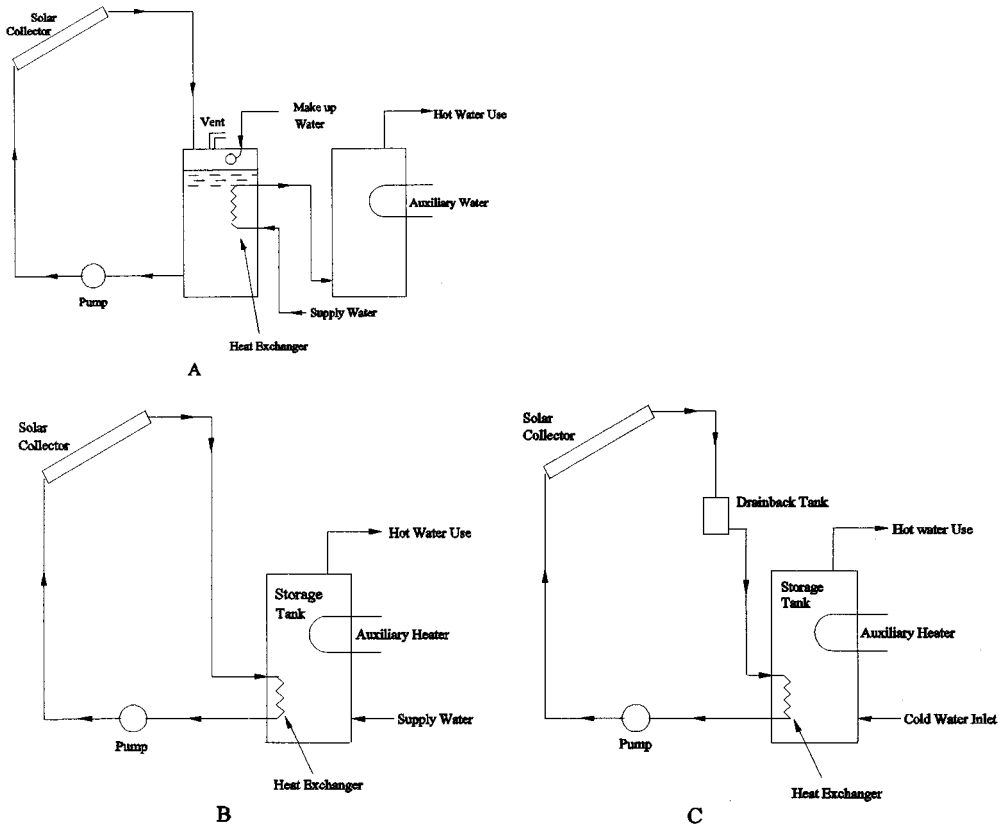 Solar
Collector
Make up
Water
Vent
Hot Water Use
Auxiliary Water
Pump
Supply Water
Heat Exchanger
A
Solar
Collector
Hot Water Use
Storage
Tank
Auxiliary Heater
Supply Water
Pump
Heat Exchanger
B
Solar
Collector
Drainback Tank
Hot water Use
Storage
Tank
Auxiliary Heater
Cold Water Inlet
Pump
Heat Exchanger
C